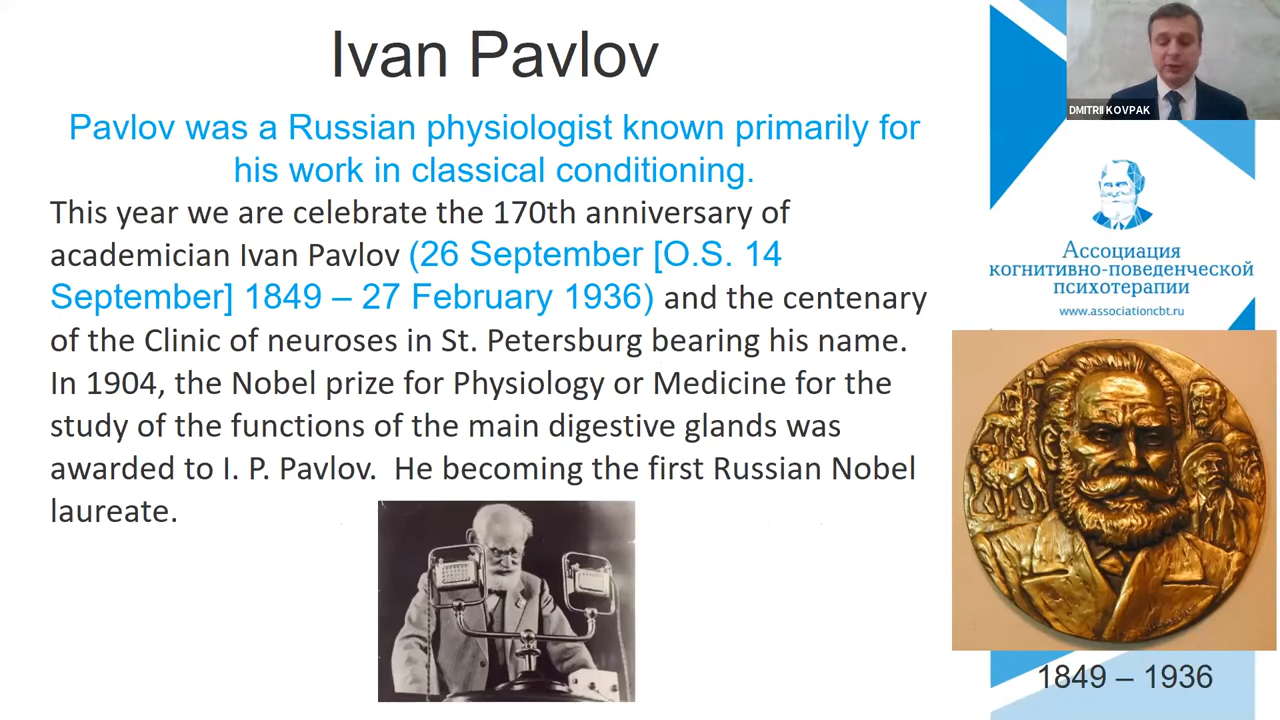 Ivan Pavlov
Pavlov was a Russian physiologist known primarily for
his work in classical conditioning.
This year we are celebrate the 170th anniversary of
academician Ivan Pavlov (26 September [O.S. 14
September] 1849 – 27 February 1936) and the centenary
of the Clinic of neuroses in St. Petersburg bearing his name.
In 1904, the Nobel prize for Physiology or Medicine for the
study of the functions of the main digestive glands was
awarded to I. P. Pavlov.  He becoming the first Russian Nobel
laureate.
DMITRII KOVPAK
Ассоциация
когнитивно-поведенческой
психотерапии
www.associationcbt.ru
1849 – 1936